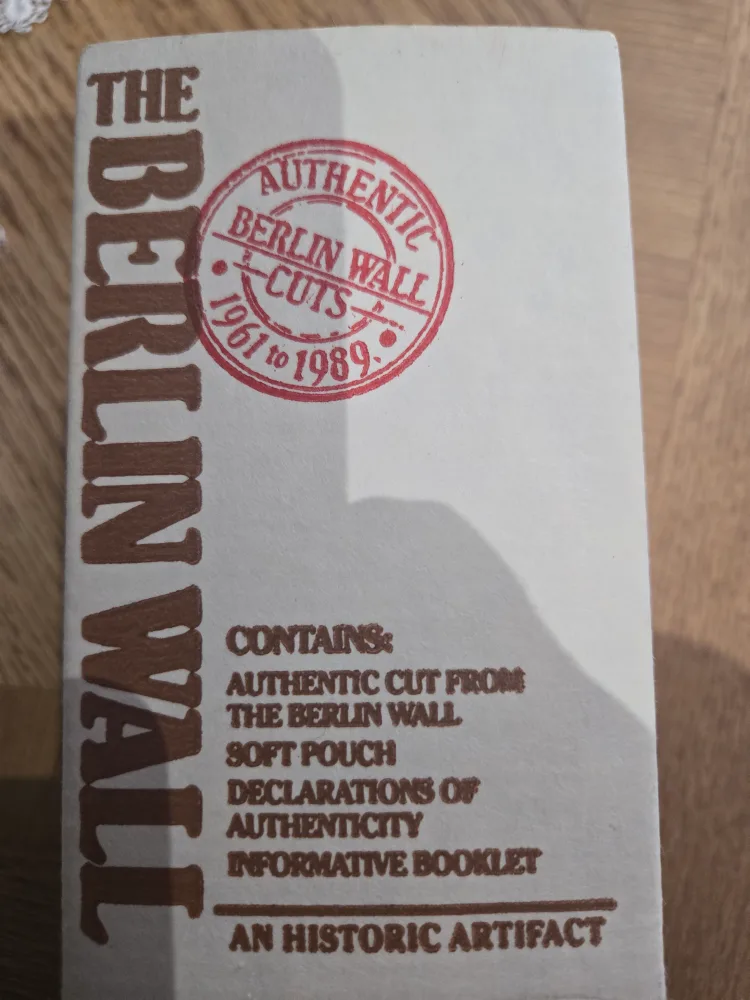 THE BERLIN WALL
AUTHENTIC
BERLIN WALL
CUTS
1961 to 1989.
CONTAINS:
AUTHENTIC CUT FROM
THE BERLIN WALL
SOFT POUCH
DECLARATIONS OF
AUTHENTICITY
INFORMATIVE BOOKLET
AN HISTORIC ARTIFACT